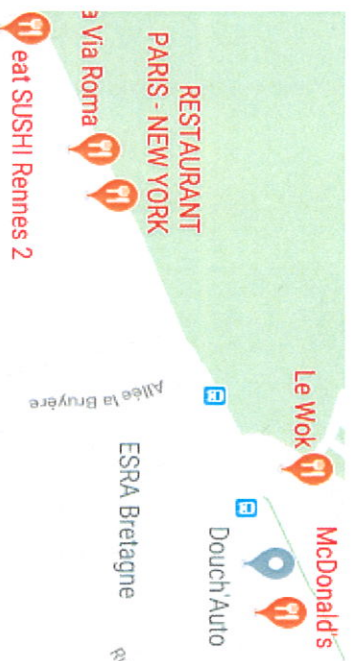 McDonald's
Le Wok
Douch'Auto
RESTAURANT
PARIS - NEW YORK
ESRA Bretagne
a Via Roma
Allée la Bruyère
eat SUSHI Rennes 2